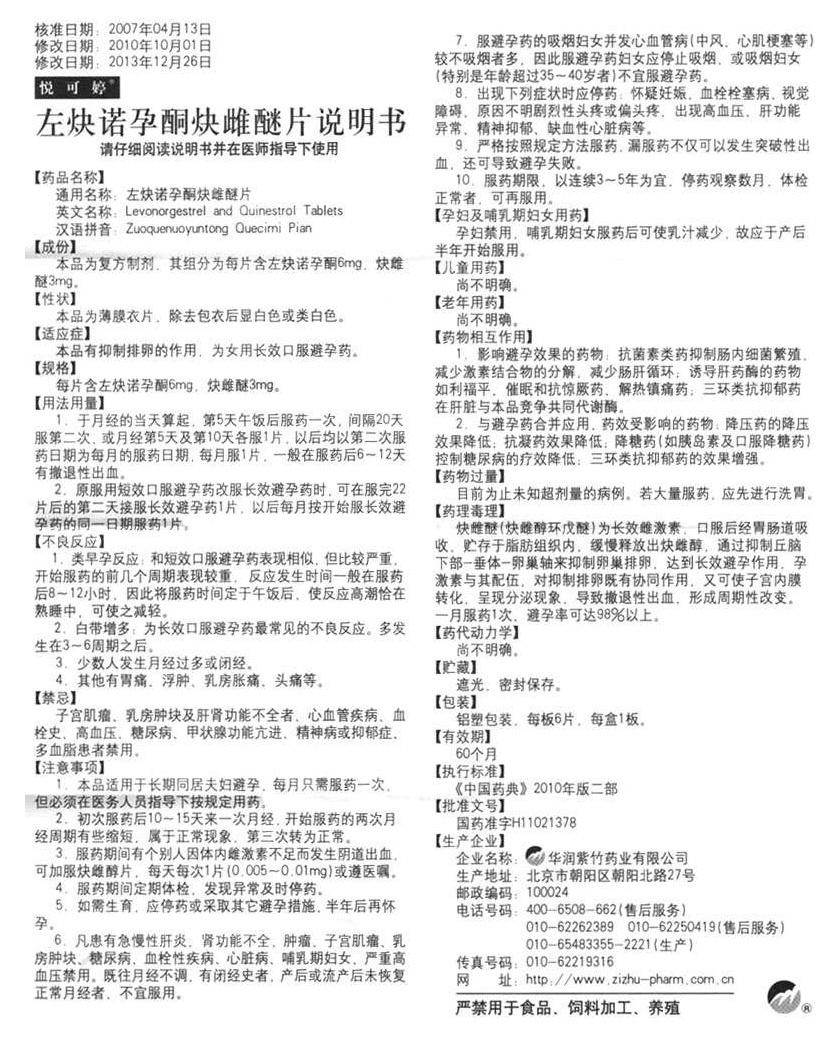 核准日期：2007年04月13日
修改日期：2010年10月01日
修改日期：2013年12月26日
悦可婷®
左炔诺孕酮炔雌醚片说明书
请仔细阅读说明书并在医师指导下使用
【药品名称】
通用名称：左炔诺孕酮炔雌醚片
英文名称：Levonorgestrel and Quinestrol Tablets
汉语拼音：Zuoquenuoyuntong Quecimi Pian
【成份】
本品为复方制剂，其组分为每片含左炔诺孕酮6mg，炔雌
醚3mg。
【性状】
本品为薄膜衣片，除去包衣后显白色或类白色。
【适应症】
本品有抑制排卵的作用，为女用长效口服避孕药。
【规格】
每片含左炔诺孕酮6mg，炔雌醚3mg。
【用法用量】
1．于月经的当天算起，第5天午饭后服药一次，间隔20天
服第二次，或月经第5天及第10天各服1片，以后均以第二次服
药日期为每月的服药日期，每月服1片，一般在服药后6～12天
有撤退性出血。
2．原服用短效口服避孕药改服长效避孕药时，可在服完22
片后的第二天接服长效避孕药1片，以后每月按开始服长效避
孕药的同一日期服药1片。
【不良反应】
1．类早孕反应：和短效口服避孕药表现相似，但比较严重，
开始服药的前几个周期表现较重，反应发生时间一般在服药
后8～12小时，因此将服药时间定于午饭后，使反应高潮恰在
熟睡中，可使之减轻。
2．白带增多：为长效口服避孕药最常见的不良反应。多发
生在3～6周期之后。
3．少数人发生月经过多或闭经。
4．其他有胃痛、浮肿、乳房胀痛、头痛等。
【禁忌】
子宫肌瘤、乳房肿块及肝肾功能不全者、心血管疾病、血
栓史、高血压、糖尿病、甲状腺功能亢进、精神病或抑郁症、
多血脂患者禁用。
【注意事项】
1．本品适用于长期同居夫妇避孕，每月只需服药一次，
但必须在医务人员指导下按规定用药。
2．初次服药后10～15天来一次月经，开始服药的两次月
经周期有些缩短，属于正常现象，第三次转为正常。
3．服药期间有个别人因体内雌激素不足而发生阴道出血，
可加服炔雌醇片，每天每次1片(0.005～0.01mg)或遵医嘱。
4．服药期间定期体检，发现异常及时停药。
5．如需生育，应停药或采取其它避孕措施，半年后再怀
孕。
6．凡患有急慢性肝炎、肾功能不全、肿瘤、子宫肌瘤、乳
房肿块、糖尿病、血栓性疾病、心脏病、哺乳期妇女、严重高
血压禁用。既往月经不调，有闭经史者，产后或流产后未恢复
正常月经者，不宜服用。
7．服避孕药的吸烟妇女并发心血管病(中风、心肌梗塞等)
较不吸烟者多，因此服避孕药妇女应停止吸烟，或吸烟妇女
(特别是年龄超过35～40岁者)不宜服避孕药。
8．出现下列症状时应停药：怀疑妊娠、血栓栓塞病、视觉
障碍、原因不明剧烈性头疼或偏头疼、出现高血压、肝功能
异常、精神抑郁、缺血性心脏病等。
9．严格按照规定方法服药，漏服药不仅可以发生突破性出
血，还可导致避孕失败。
10．服药期限，以连续3～5年为宜，停药观察数月，体检
正常者，可再服用。
【孕妇及哺乳期妇女用药】
孕妇禁用，哺乳期妇女服药后可使乳汁减少，故应于产后
半年开始服用。
【儿童用药】
尚不明确。
【老年用药】
尚不明确。
【药物相互作用】
1．影响避孕效果的药物：抗菌素类药抑制肠内细菌繁殖，
减少激素结合物的分解，减少肠肝循环；诱导肝药酶的药物
如利福平、催眠和抗惊厥药、解热镇痛药；三环类抗抑郁药
在肝脏与本品竞争共同代谢酶。
2．与避孕药合并应用，药效受影响的药物：降压药的降压
效果降低；抗凝药效果降低；降糖药(如胰岛素及口服降糖药)
控制糖尿病的疗效降低；三环类抗抑郁药的效果增强。
【药物过量】
目前为止未知超剂量的病例。若大量服药，应先进行洗胃。
【药理毒理】
炔雌醚(炔雌醇环戊醚)为长效雌激素，口服后经胃肠道吸
收，贮存于脂肪组织内，缓慢释放出炔雌醇，通过抑制丘脑
下部-垂体-卵巢轴来抑制卵巢排卵，达到长效避孕作用，孕
激素与其配伍，对抑制排卵既有协同作用，又可使子宫内膜
转化，呈现分泌现象，导致撤退性出血，形成周期性改变。
一月服药1次，避孕率可达98%以上。
【药代动力学】
尚不明确。
【贮藏】
遮光，密封保存。
【包装】
铝塑包装，每板6片，每盒1板。
【有效期】
60个月
【执行标准】
《中国药典》2010年版二部
【批准文号】
国药准字H11021378
【生产企业】
企业名称：华润紫竹药业有限公司
生产地址：北京市朝阳区朝阳北路27号
邮政编码：100024
电话号码：400-6508-662(售后服务)
010-62262389 010-62250419(售后服务)
010-65483355-2221(生产)
传真号码：010-62219316
网 址：http://www.zizhu-pharm.com.cn
严禁用于食品、饲料加工、养殖
®